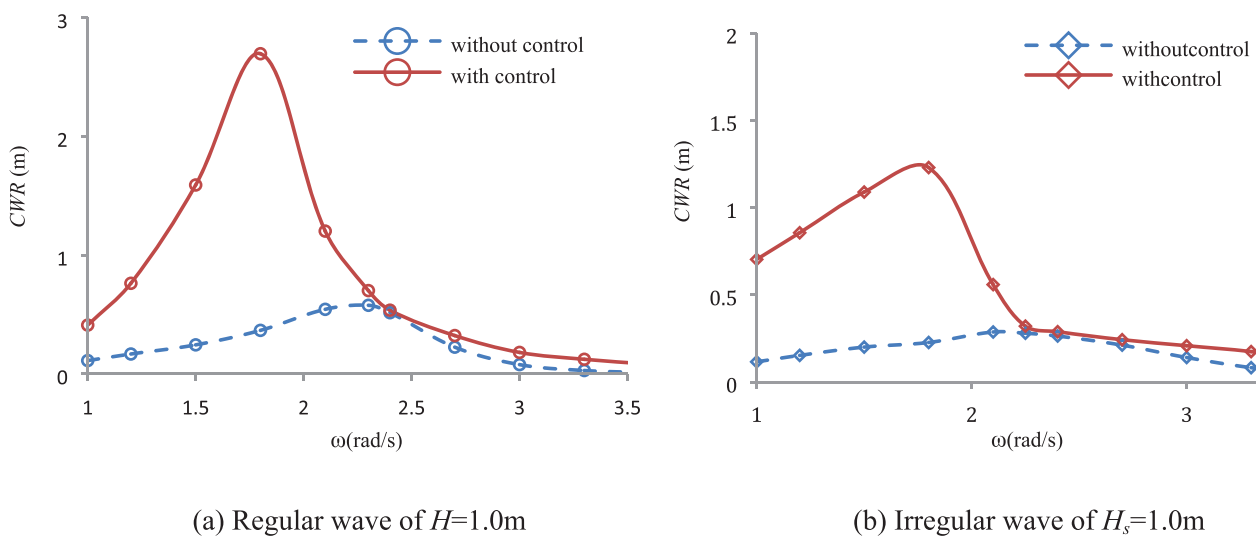 3
2
1
0
CWR (m)
without control
with control
1
1.5
2
2.5
3
3.5
ω(rad/s)
(a) Regular wave of H=1.0m
2
1.5
1
0.5
0
CWR (m)
withoutcontrol
withcontrol
1
2
3
ω(rad/s)
(b) Irregular wave of Hs=1.0m